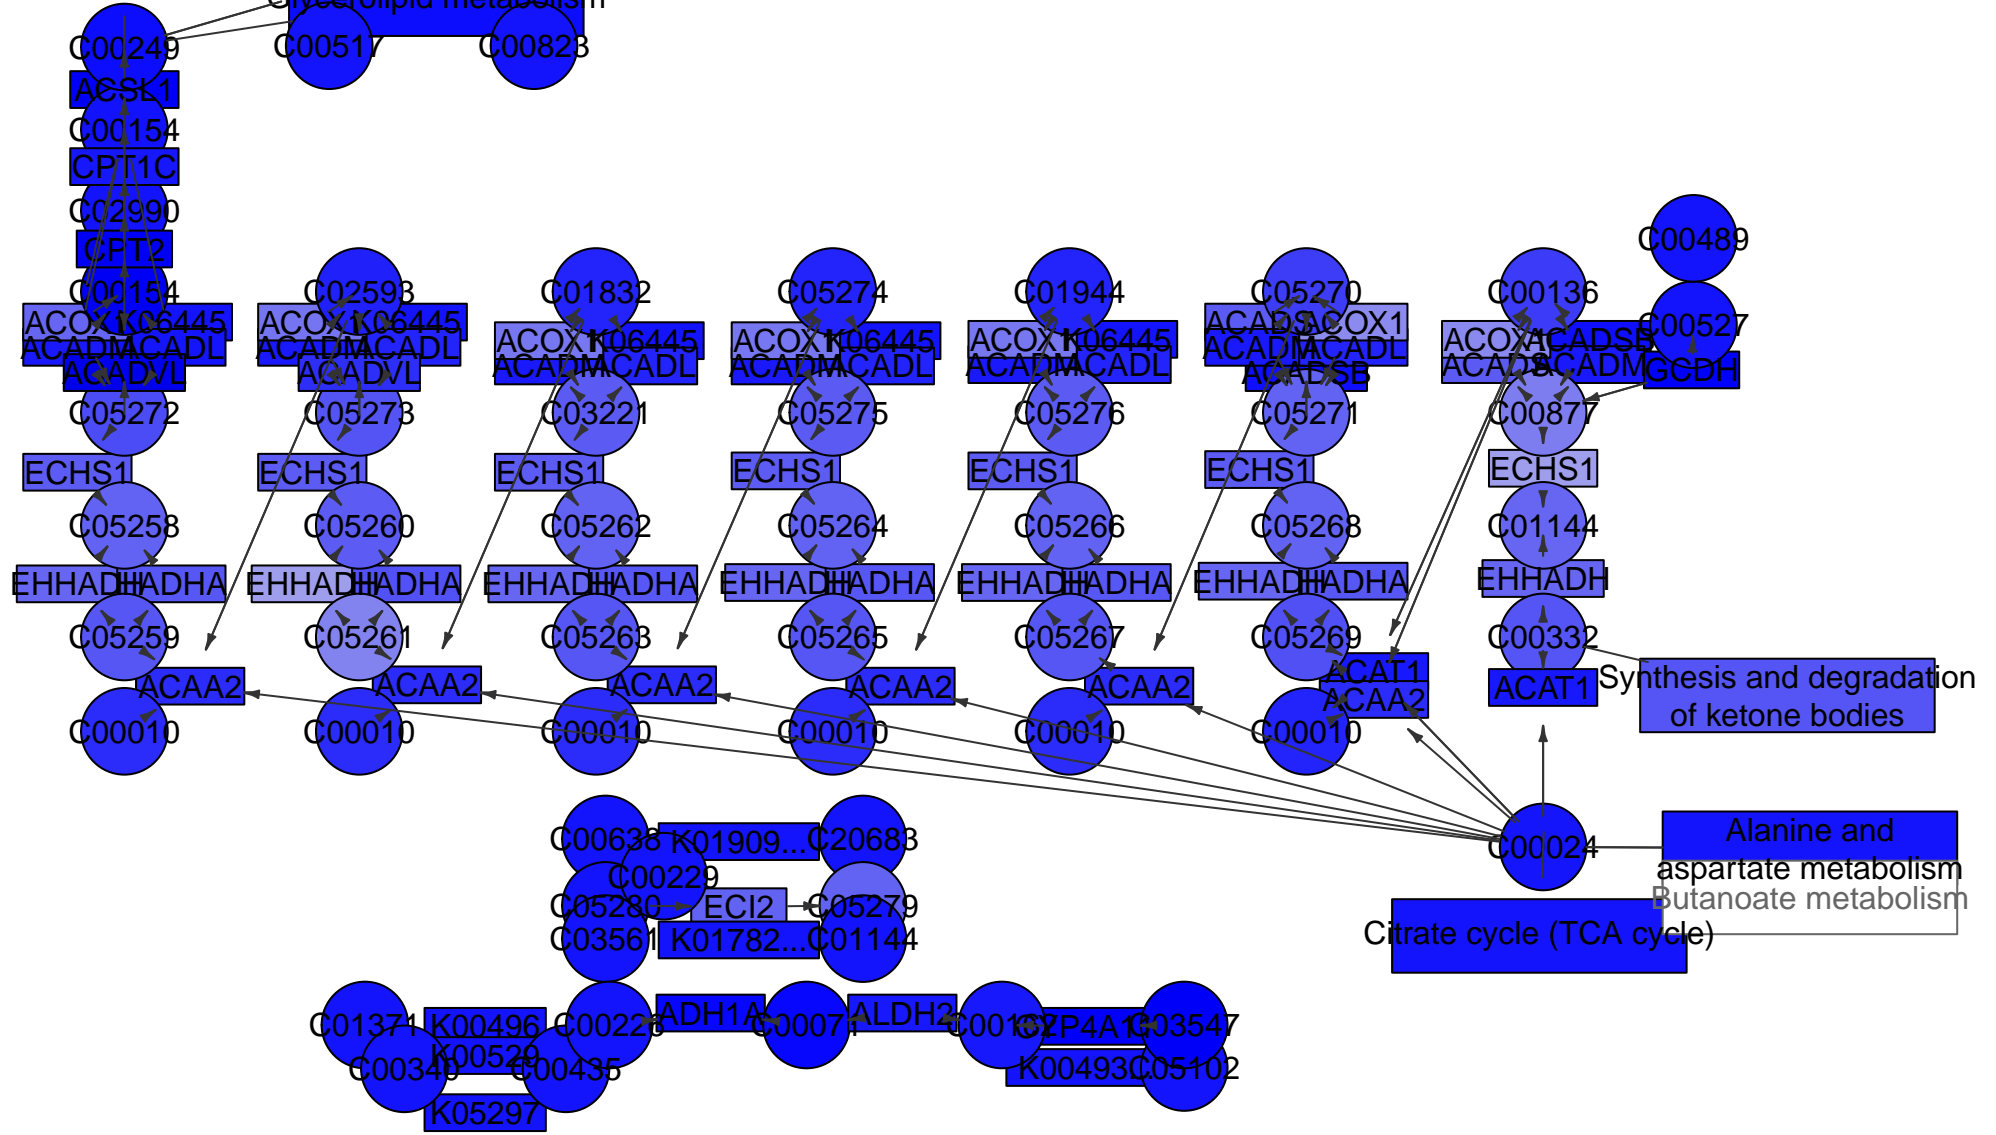 Glycerolipid metabolism
C00249
C00517
C00823
ACSL1
C00154
CPT1C
C02990
CPT2
C00154
C02593
C01832
C05274
C01944
C05270
C00136
C00489
C00527
ACOX1
K06445
ACADM
ACADL
ACADVL
ACOX1
K06445
ACADM
ACADL
ACADVL
ACOX1
K06445
ACADM
ACADL
ACOX1
K06445
ACADM
ACADL
ACOX1
K06445
ACADM
ACADL
ACADS
ACOX1
ACADM
ACADL
ACADSB
ACOX1
ACADSB
ACADS
ACADM
GCDH
C05272
C05273
C03221
C05275
C05276
C05271
C00877
ECHS1
ECHS1
ECHS1
ECHS1
ECHS1
ECHS1
ECHS1
C05258
C05260
C05262
C05264
C05266
C05268
C01144
EHHADH
HADHA
EHHADH
HADHA
EHHADH
HADHA
EHHADH
HADHA
EHHADH
HADHA
EHHADH
HADHA
EHHADH
C05259
C05261
C05263
C05265
C05267
C05269
C00332
ACAA2
ACAA2
ACAA2
ACAA2
ACAA2
ACAT1
ACAA2
ACAT1
Synthesis and degradation
of ketone bodies
C00010
C00010
C00010
C00010
C00010
C00010
C00638
K01909...
C20683
C00229
C05280
ECI2
C05279
C03561
K01782...
C01144
C00024
Alanine and
aspartate metabolism
Butanoate metabolism
Citrate cycle (TCA cycle)
C01371
K00496
C00226
ADH1A
C00071
ALDH2
C00162
C03547
C00340
K00529
C00435
K00493...
C05102
K05297